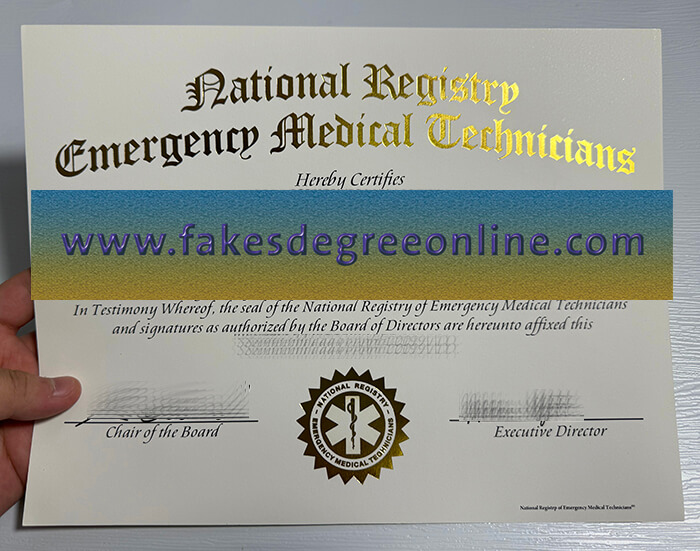 National Registry
Emergency Medical Technicians
Hereby Certifies
www.fakesdegreeonline.com
In Testimony Whereof, the seal of the National Registry of Emergency Medical Technicians
and signatures as authorized by the Board of Directors are hereunto affixed this
NATIONAL REGISTRY
EMERGENCY MEDICAL TECHNICIANS
Chair of the Board
Executive Director
National Registry of Emergency Medical Technicians